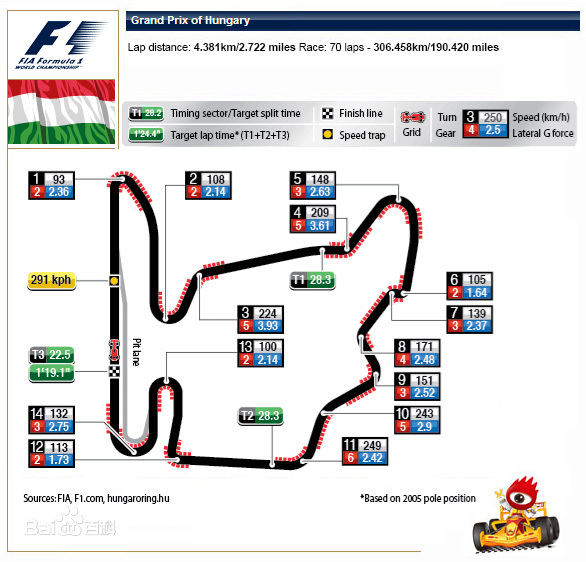 F1
FIA Formula 1
WORLD CHAMPIONSHIP
Grand Prix of Hungary
Lap distance: 4.381km/2.722 miles Race: 70 laps - 306.458km/190.420 miles
T1 28.2 Timing sector/Target split time
1'24.4" Target lap time* (T1+T2+T3)
Finish line
Speed trap
Grid
Turn 3 250 Speed (km/h)
Gear 4 2.5 Lateral G force
1 93
2 2.36
2 108
2 2.14
5 148
3 2.63
4 209
5 3.61
T1 28.3
291 kph
6 105
2 1.64
3 224
5 3.93
7 139
3 2.37
Pit lane
13 100
2 2.14
8 171
4 2.48
T3 22.5
1'19.1"
9 151
3 2.52
14 132
3 2.75
T2 28.3
10 243
5 2.9
12 113
2 1.73
11 249
6 2.42
Sources: FIA, F1.com, hungaroring.hu
*Based on 2005 pole position
Bai百科